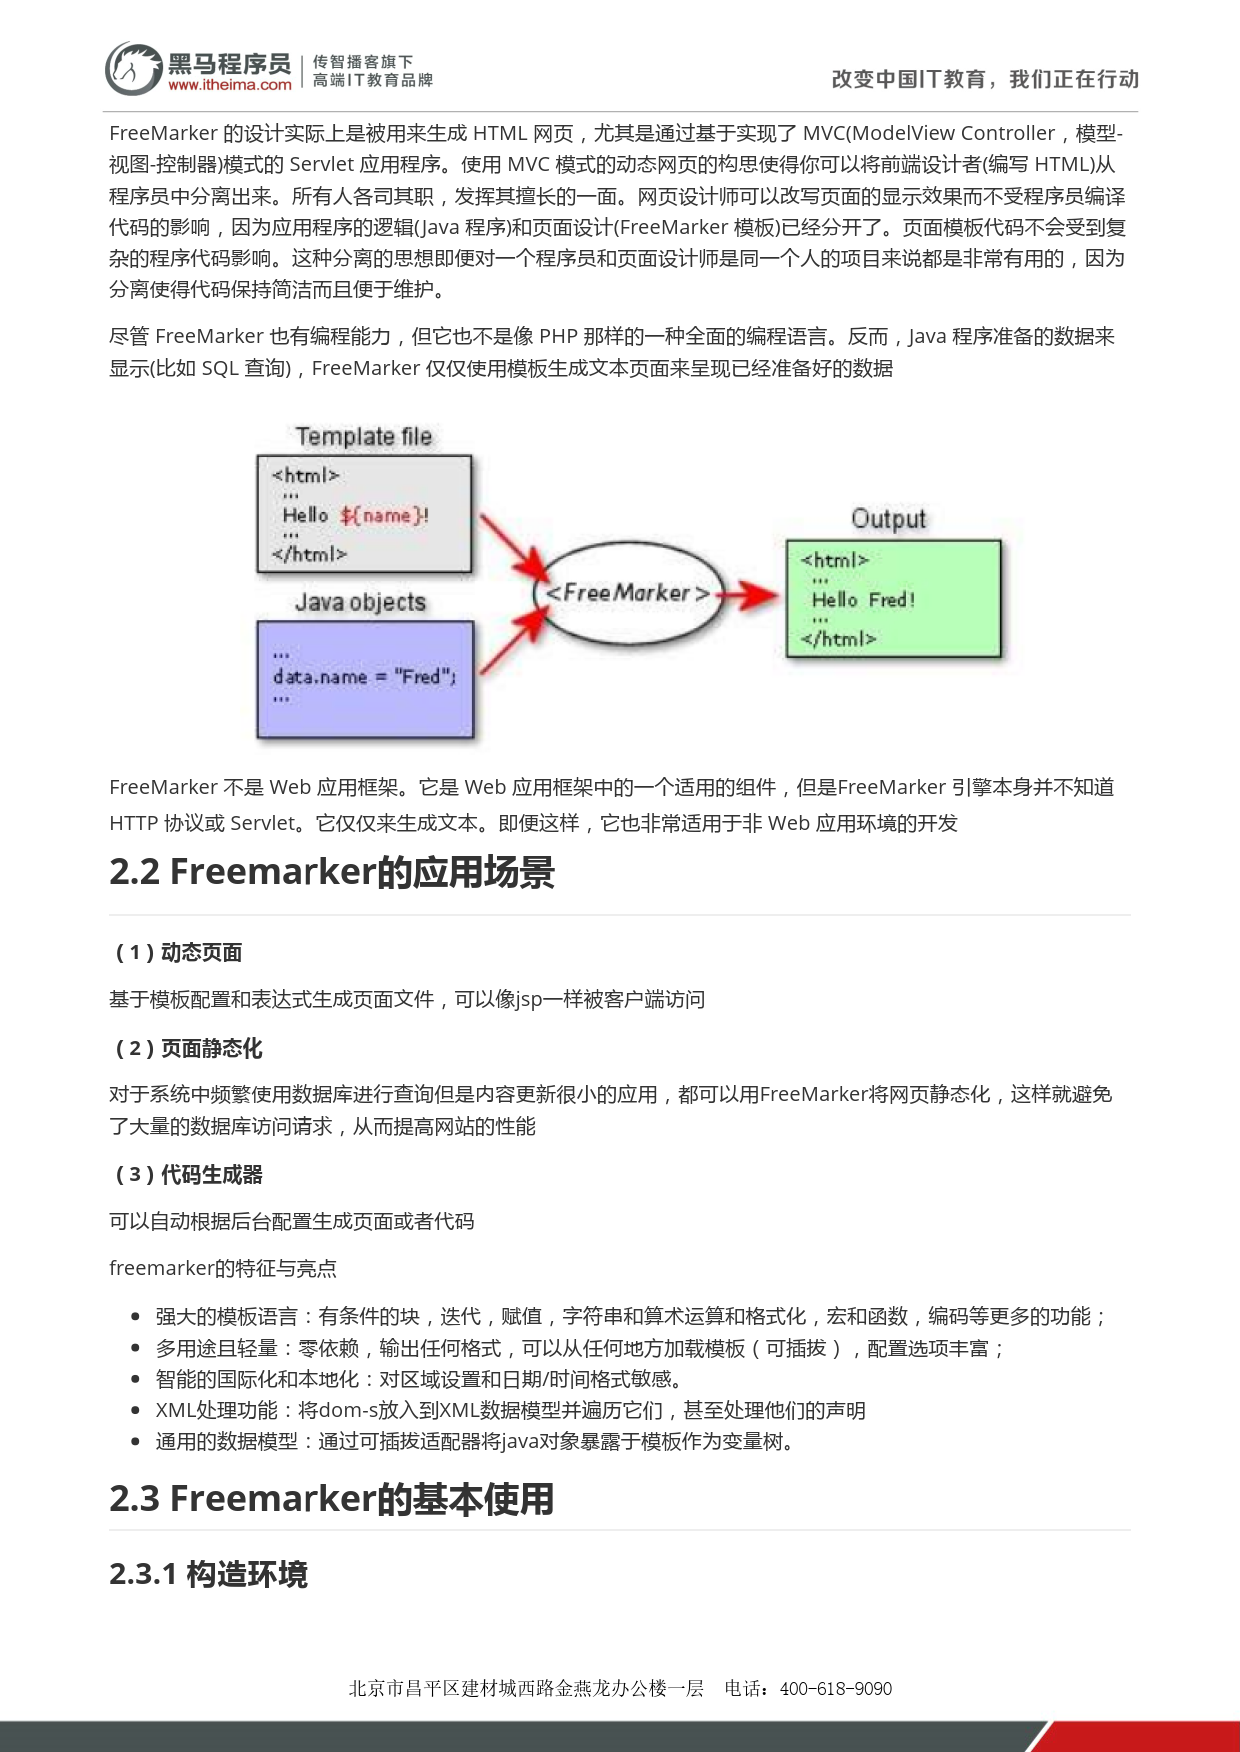 黑马程序员
www.itheima.com
传智播客旗下
高端IT教育品牌
改变中国IT教育，我们正在行动
FreeMarker 的设计实际上是被用来生成 HTML 网页，尤其是通过基于实现了 MVC(ModelView Controller，模型-
视图-控制器)模式的 Servlet 应用程序。使用 MVC 模式的动态网页的构思使得你可以将前端设计者(编写 HTML)从
程序员中分离出来。所有人各司其职，发挥其擅长的一面。网页设计师可以改写页面的显示效果而不受程序员编译
代码的影响，因为应用程序的逻辑(Java 程序)和页面设计(FreeMarker 模板)已经分开了。页面模板代码不会受到复
杂的程序代码影响。这种分离的思想即便对一个程序员和页面设计师是同一个人的项目来说都是非常有用的，因为
分离使得代码保持简洁而且便于维护。
尽管 FreeMarker 也有编程能力，但它也不是像 PHP 那样的一种全面的编程语言。反而，Java 程序准备的数据来
显示(比如 SQL 查询)，FreeMarker 仅仅使用模板生成文本页面来呈现已经准备好的数据
Template file
<html>
...
Hello ${name}!
...
</html>
Java objects
...
data.name = "Fred";
...
<FreeMarker>
Output
<html>
...
Hello Fred!
...
</html>
FreeMarker 不是 Web 应用框架。它是 Web 应用框架中的一个适用的组件，但是FreeMarker 引擎本身并不知道
HTTP 协议或 Servlet。它仅仅来生成文本。即便这样，它也非常适用于非 Web 应用环境的开发
2.2 Freemarker的应用场景
（1）动态页面
基于模板配置和表达式生成页面文件，可以像jsp一样被客户端访问
（2）页面静态化
对于系统中频繁使用数据库进行查询但是内容更新很小的应用，都可以用FreeMarker将网页静态化，这样就避免
了大量的数据库访问请求，从而提高网站的性能
（3）代码生成器
可以自动根据后台配置生成页面或者代码
freemarker的特征与亮点
• 强大的模板语言：有条件的块，迭代，赋值，字符串和算术运算和格式化，宏和函数，编码等更多的功能；
• 多用途且轻量：零依赖，输出任何格式，可以从任何地方加载模板（可插拔），配置选项丰富；
• 智能的国际化和本地化：对区域设置和日期/时间格式敏感。
• XML处理功能：将dom-s放入到XML数据模型并遍历它们，甚至处理他们的声明
• 通用的数据模型：通过可插拔适配器将java对象暴露于模板作为变量树。
2.3 Freemarker的基本使用
2.3.1 构造环境
北京市昌平区建材城西路金燕龙办公楼一层 电话：400-618-9090